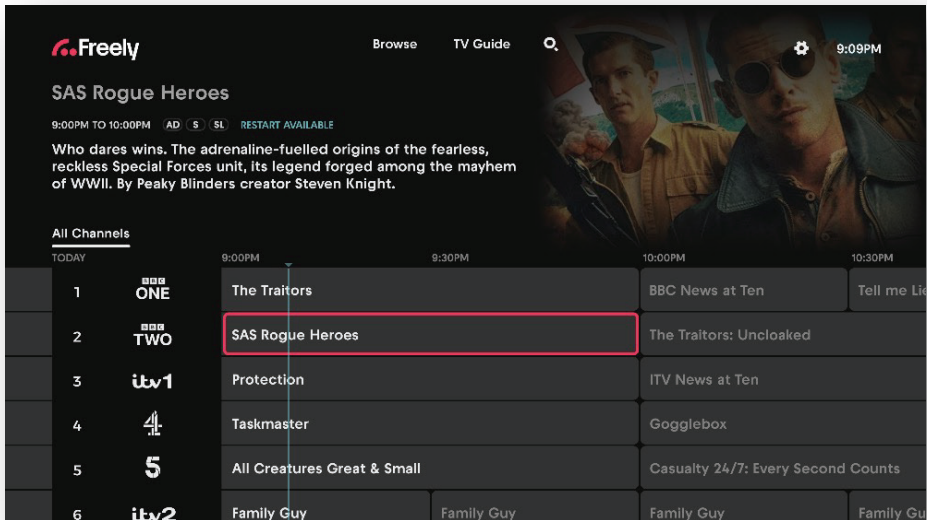 Freely
Browse TV Guide 9:09PM
SAS Rogue Heroes
9:00PM TO 10:00PM AD S SL RESTART AVAILABLE
Who dares wins. The adrenaline-fuelled origins of the fearless,
reckless Special Forces unit, its legend forged among the mayhem
of WWII. By Peaky Blinders creator Steven Knight.
All Channels
TODAY 9:00PM 9:30PM 10:00PM 10:30PM
1 BBC ONE The Traitors BBC News at Ten Tell me Lie
2 BBC TWO SAS Rogue Heroes The Traitors: Uncloaked
3 itv1 Protection ITV News at Ten
4 4 Taskmaster Gogglebox
5 5 All Creatures Great & Small Casualty 24/7: Every Second Counts
6 itv2 Family Guy Family Guy Family Guy Family Gu